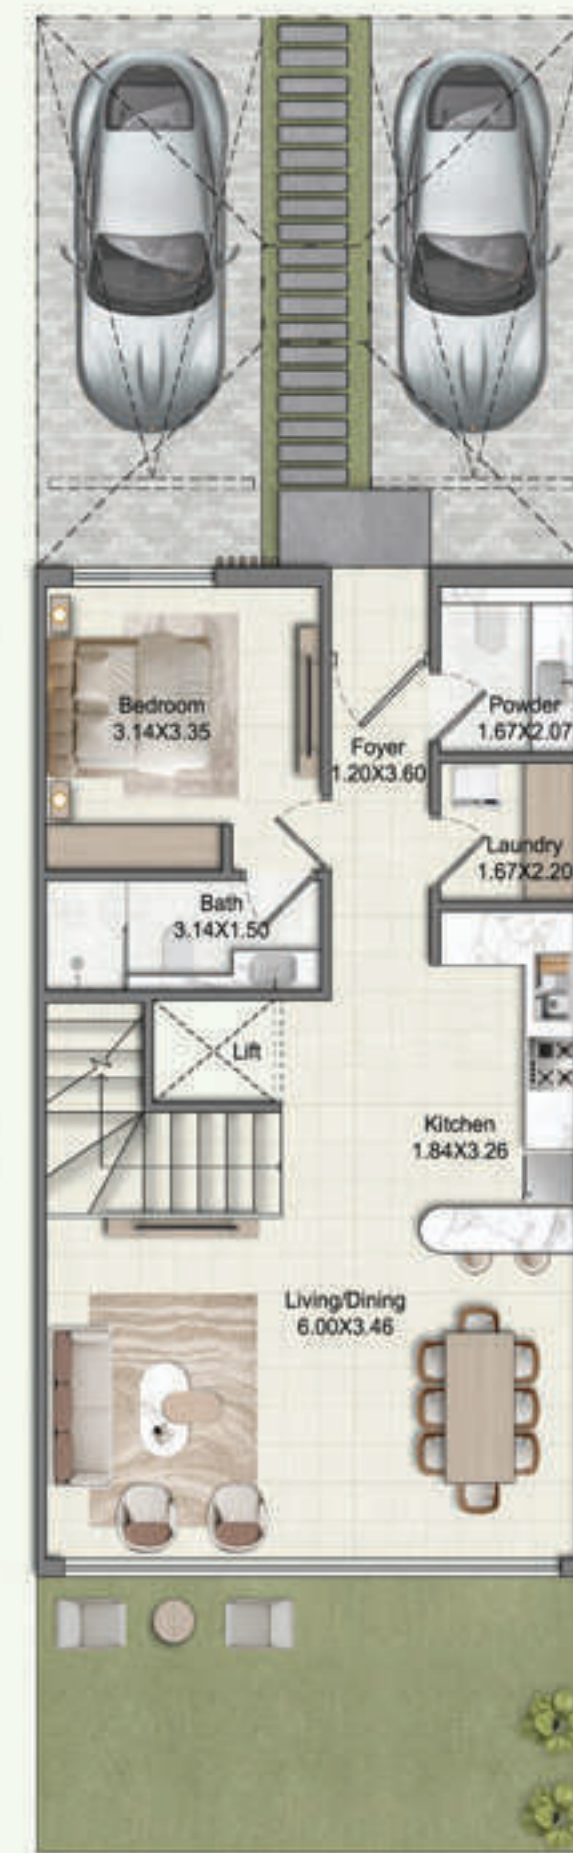 Bedroom
3.14X3.35
Powder
1.67X2.07
Foyer
1.20X3.60
Laundry
1.67X2.20
Bath
3.14X1.50
Lift
Kitchen
1.84X3.26
Living/Dining
6.00X3.46